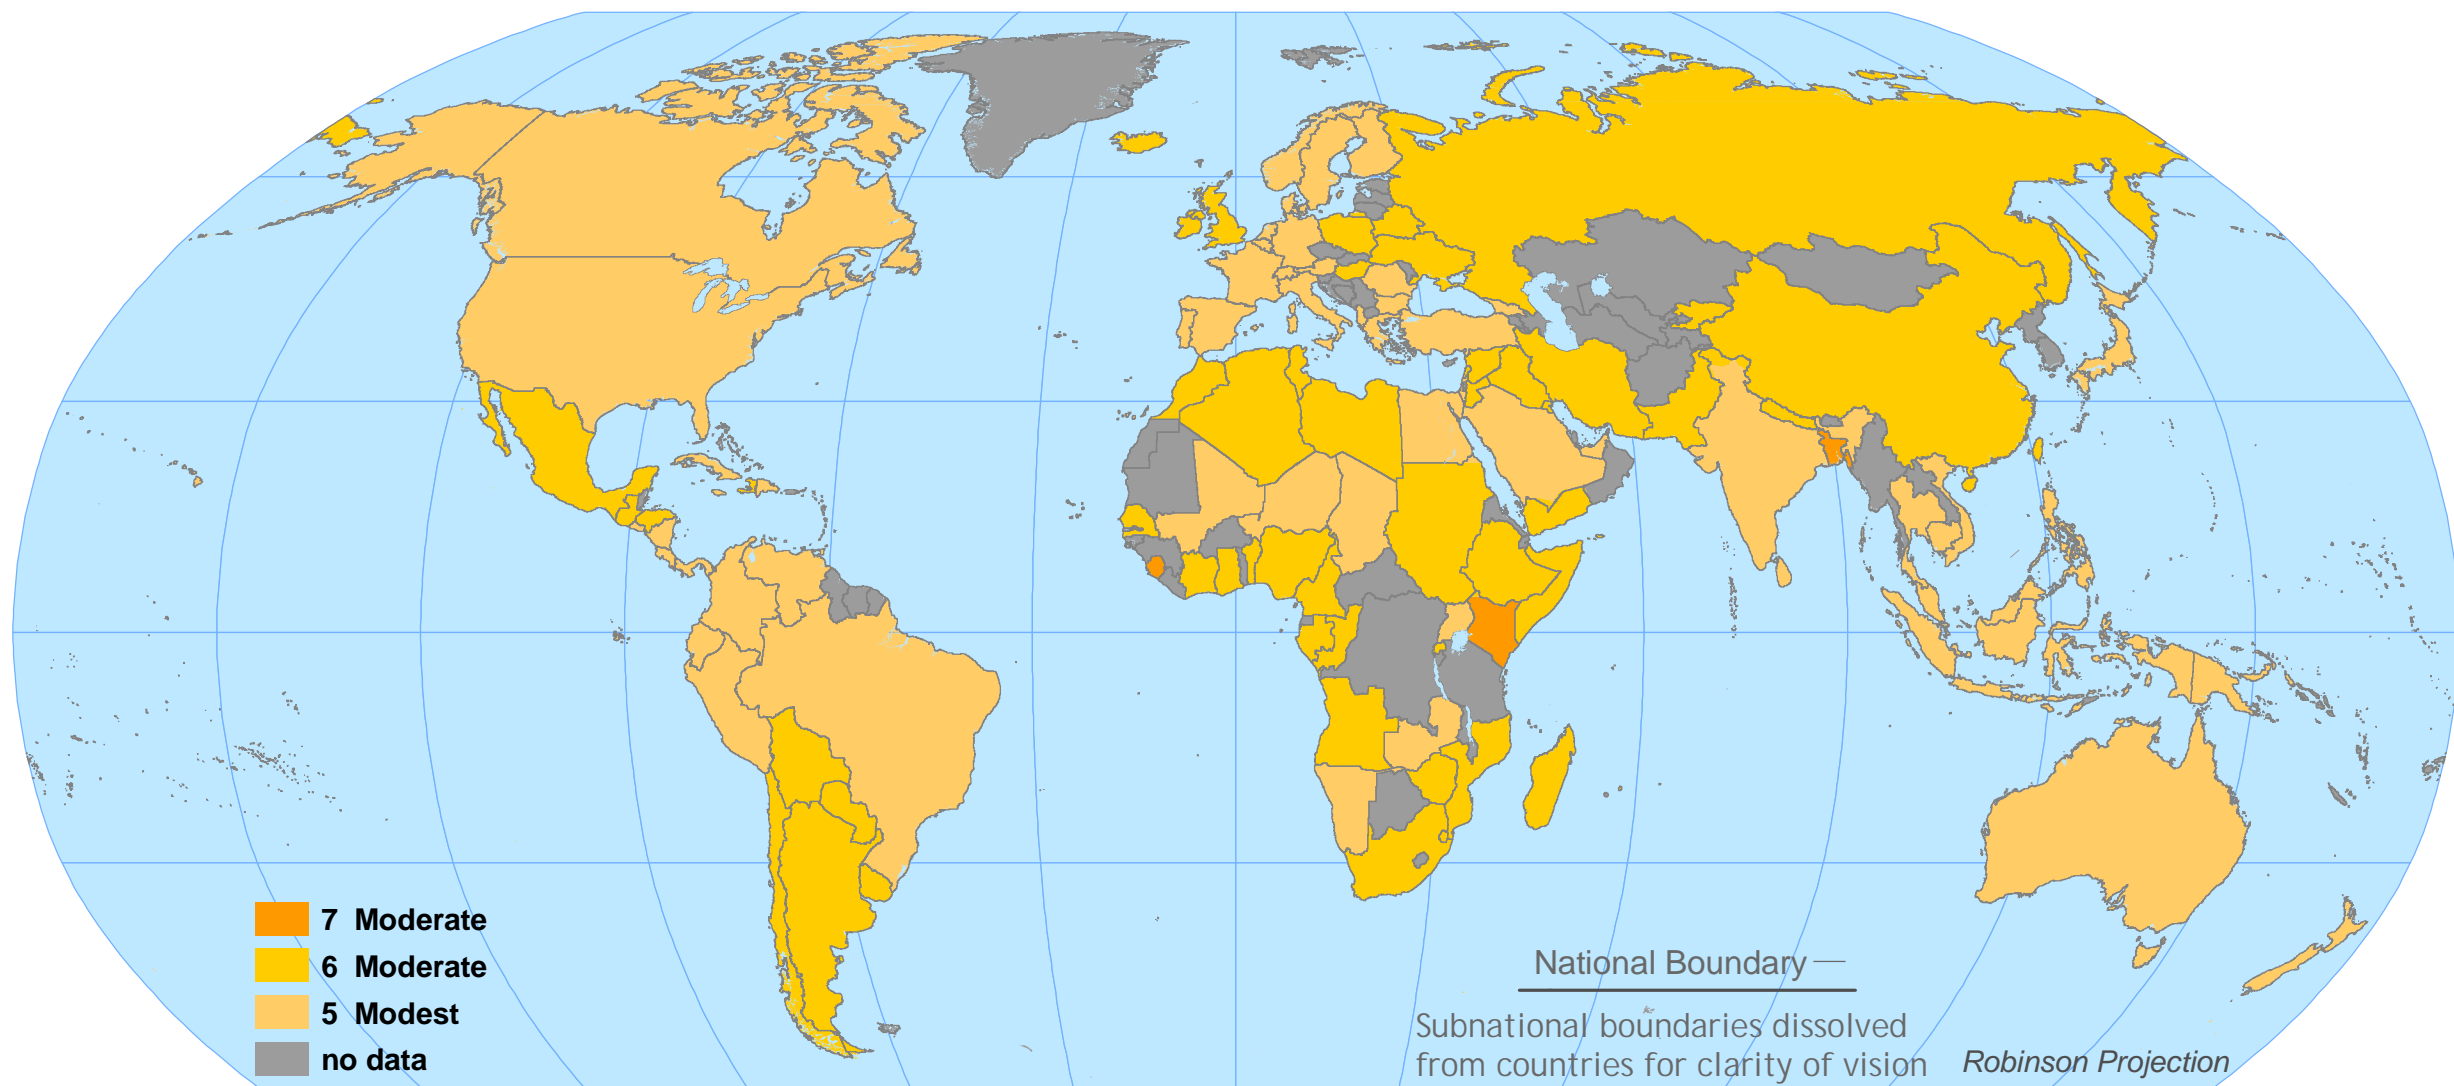 7 Moderate
6 Moderate
5 Modest
no data
National Boundary
Subnational boundaries dissolved
from countries for clarity of vision
Robinson Projection